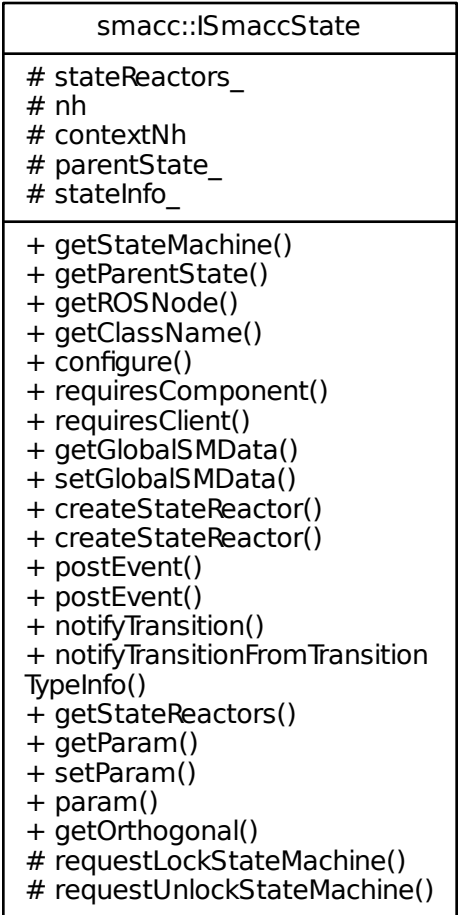 smacc::ISmaccState
# stateReactors_
# nh
# contextNh
# parentState_
# stateInfo_
+ getStateMachine()
+ getParentState()
+ getROSNode()
+ getClassName()
+ configure()
+ requiresComponent()
+ requiresClient()
+ getGlobalSMData()
+ setGlobalSMData()
+ createStateReactor()
+ createStateReactor()
+ postEvent()
+ postEvent()
+ notifyTransition()
+ notifyTransitionFromTransition
TypeInfo()
+ getStateReactors()
+ getParam()
+ setParam()
+ param()
+ getOrthogonal()
# requestLockStateMachine()
# requestUnlockStateMachine()